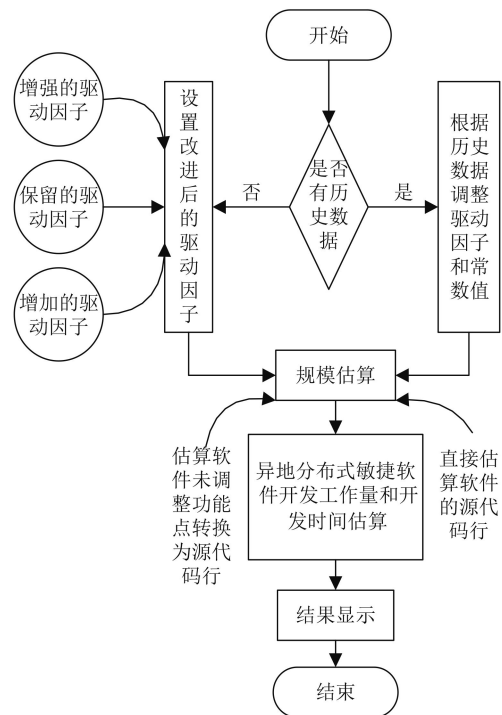 开始
增强的驱
动因子
保留的驱
动因子
增加的驱
动因子
设
置
改
进
后
的
驱
动
因
子
否
是否
有历
史数
据
是
根据
历史
数据
调整
驱动
因子
和常
数值
规模估算
估算软
件未调
整功能
点转换
为源代
码行
直接估
算软件
的源代
码行
异地分布式敏捷软
件开发工作量和开
发时间估算
结果显示
结束